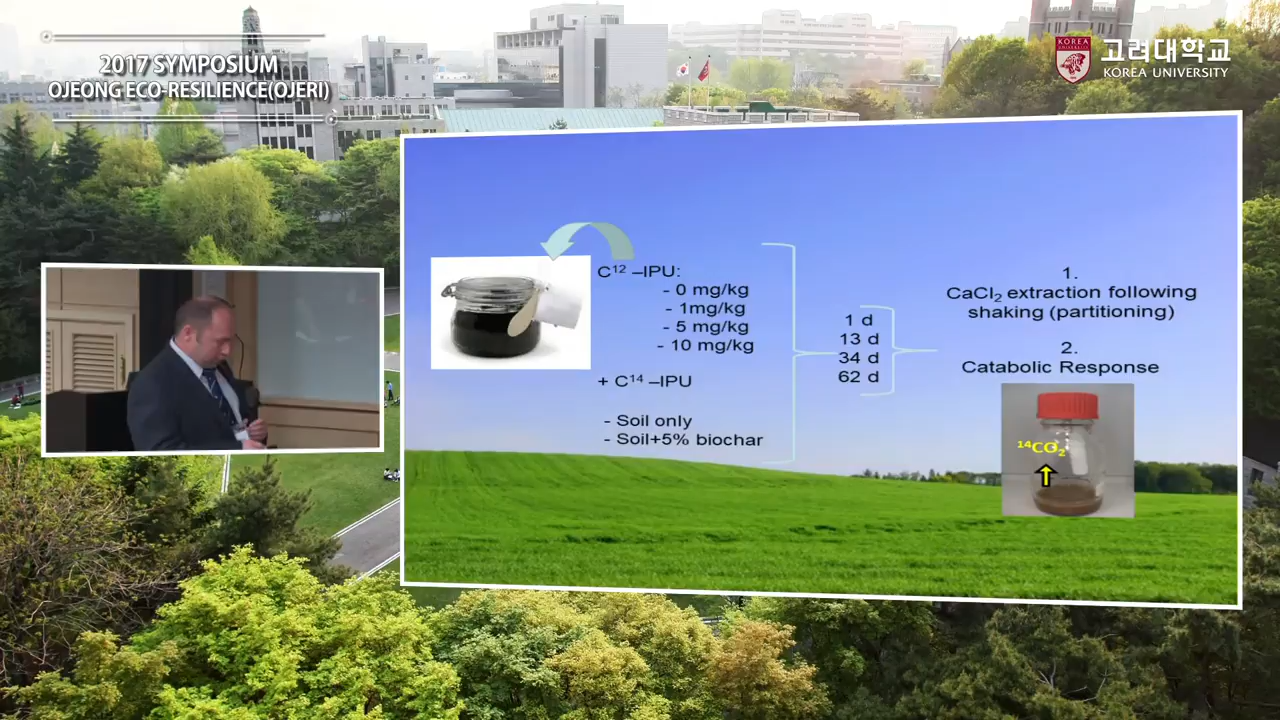 2017 SYMPOSIUM
OJEONG ECO-RESILIENCE(OJERI)
KOREA
고려대학교
KOREA UNIVERSITY
C¹² –IPU:
- 0 mg/kg
- 1mg/kg
- 5 mg/kg
- 10 mg/kg
+ C¹⁴ –IPU
- Soil only
- Soil+5% biochar
1 d
13 d
34 d
62 d
1.
CaCl₂ extraction following
shaking (partitioning)
2.
Catabolic Response
¹⁴CO₂